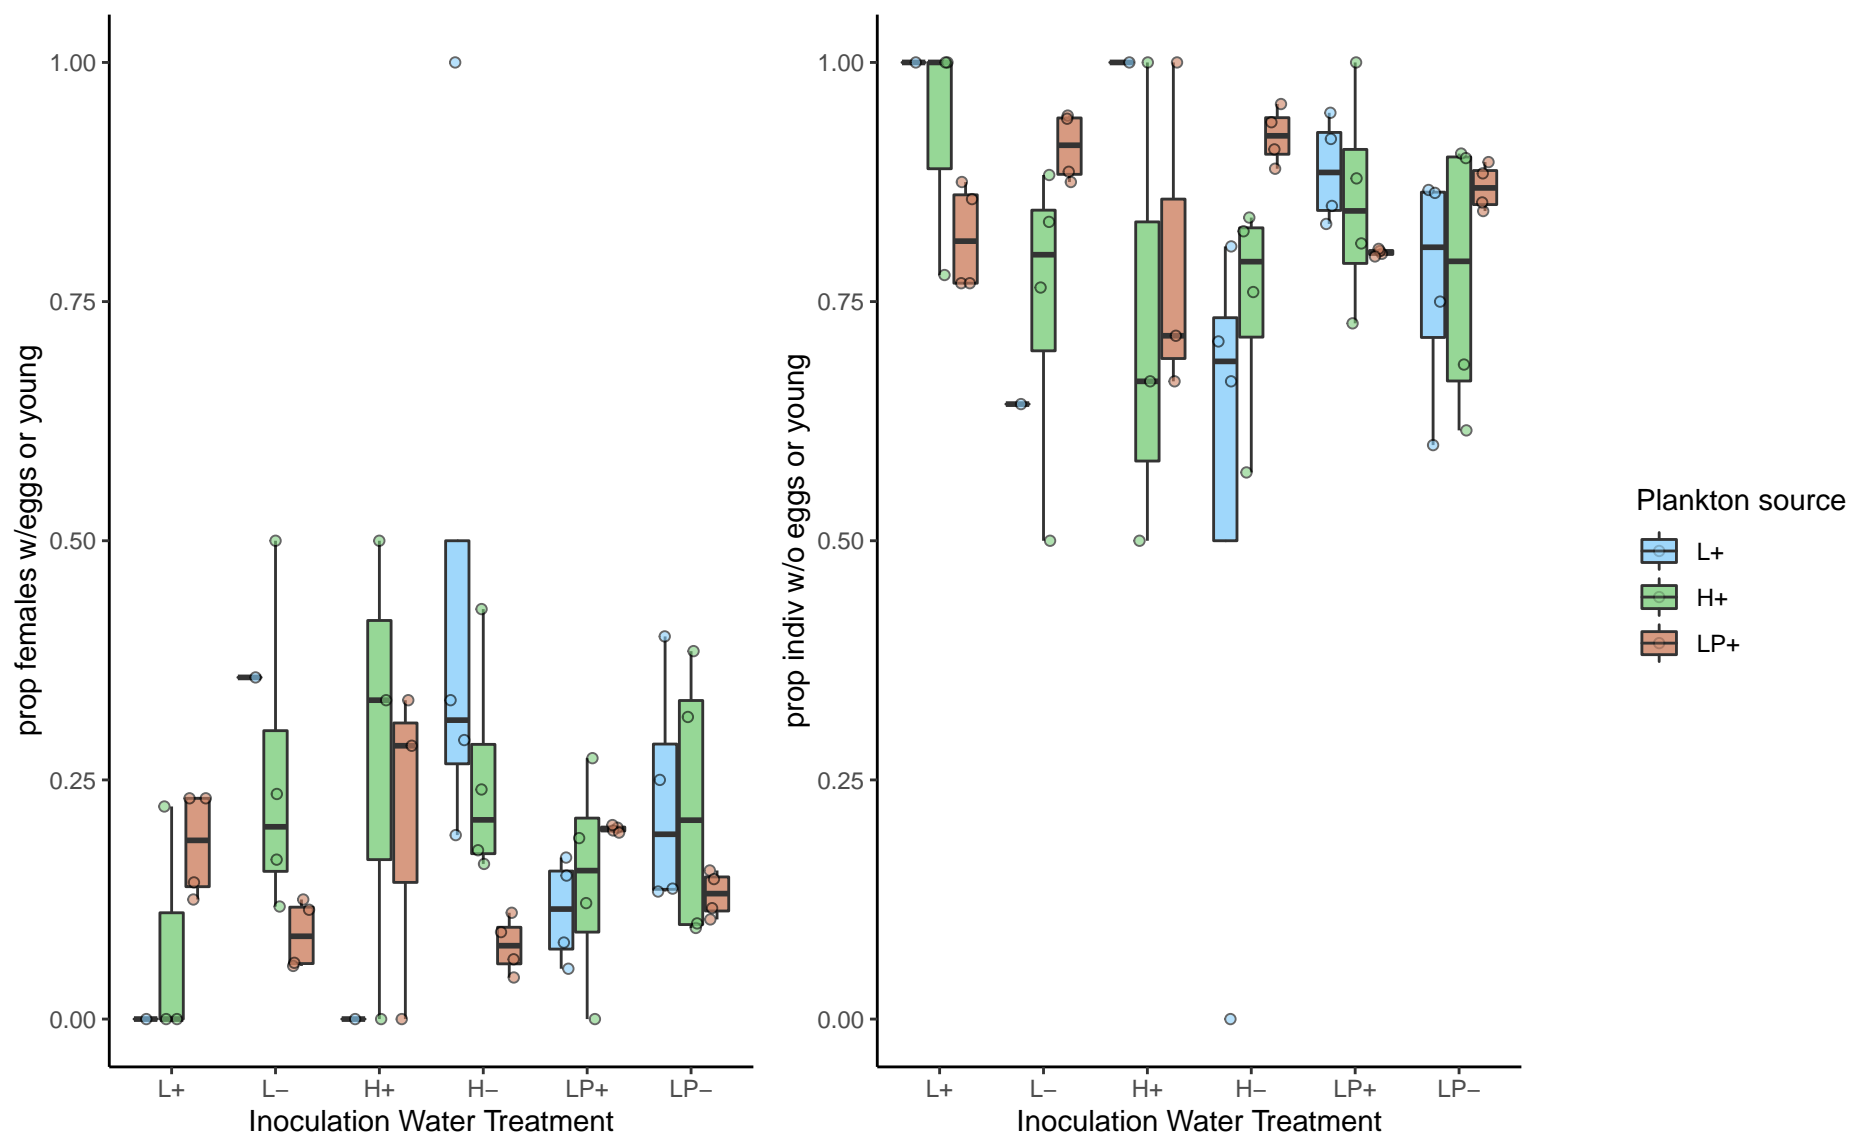 prop females w/eggs or young
1.00
0.75
0.50
0.25
0.00
L+ L− H+ H− LP+ LP−
Inoculation Water Treatment
prop indiv w/o eggs or young
1.00
0.75
0.50
0.25
0.00
L+ L− H+ H− LP+ LP−
Inoculation Water Treatment
Plankton source
L+
H+
LP+